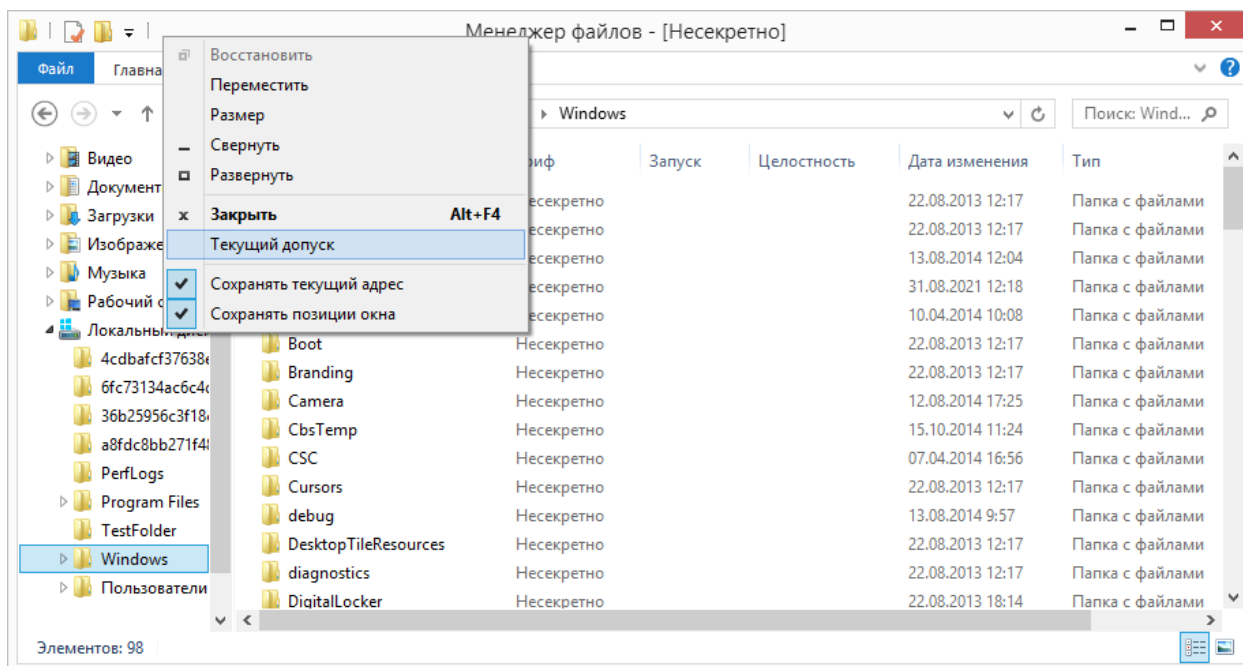 Менеджер файлов - [Несекретно]
Файл
Главна
Восстановить
Переместить
Размер
Свернуть
Развернуть
Закрыть Alt+F4
Текущий допуск
Сохранять текущий адрес
Сохранять позиции окна
Windows
Поиск: Wind...
Видео
Документ
Загрузки
Изображе
Музыка
Рабочий с
Локальный диск
4cdbafcf37638e
6fc73134ac6c4c
36b25956c3f18
a8fdc8bb271f48
PerfLogs
Program Files
TestFolder
Windows
Пользователи
риф Запуск Целостность Дата изменения Тип
есекретно 22.08.2013 12:17 Папка с файлами
есекретно 22.08.2013 12:17 Папка с файлами
есекретно 13.08.2014 12:04 Папка с файлами
есекретно 31.08.2021 12:18 Папка с файлами
есекретно 10.04.2014 10:08 Папка с файлами
Boot Несекретно 22.08.2013 12:17 Папка с файлами
Branding Несекретно 22.08.2013 12:17 Папка с файлами
Camera Несекретно 12.08.2014 17:25 Папка с файлами
CbsTemp Несекретно 15.10.2014 11:24 Папка с файлами
CSC Несекретно 07.04.2014 16:56 Папка с файлами
Cursors Несекретно 22.08.2013 12:17 Папка с файлами
debug Несекретно 13.08.2014 9:57 Папка с файлами
DesktopTileResources Несекретно 22.08.2013 12:17 Папка с файлами
diagnostics Несекретно 22.08.2013 12:17 Папка с файлами
DigitalLocker Несекретно 22.08.2013 18:14 Папка с файлами
Элементов: 98